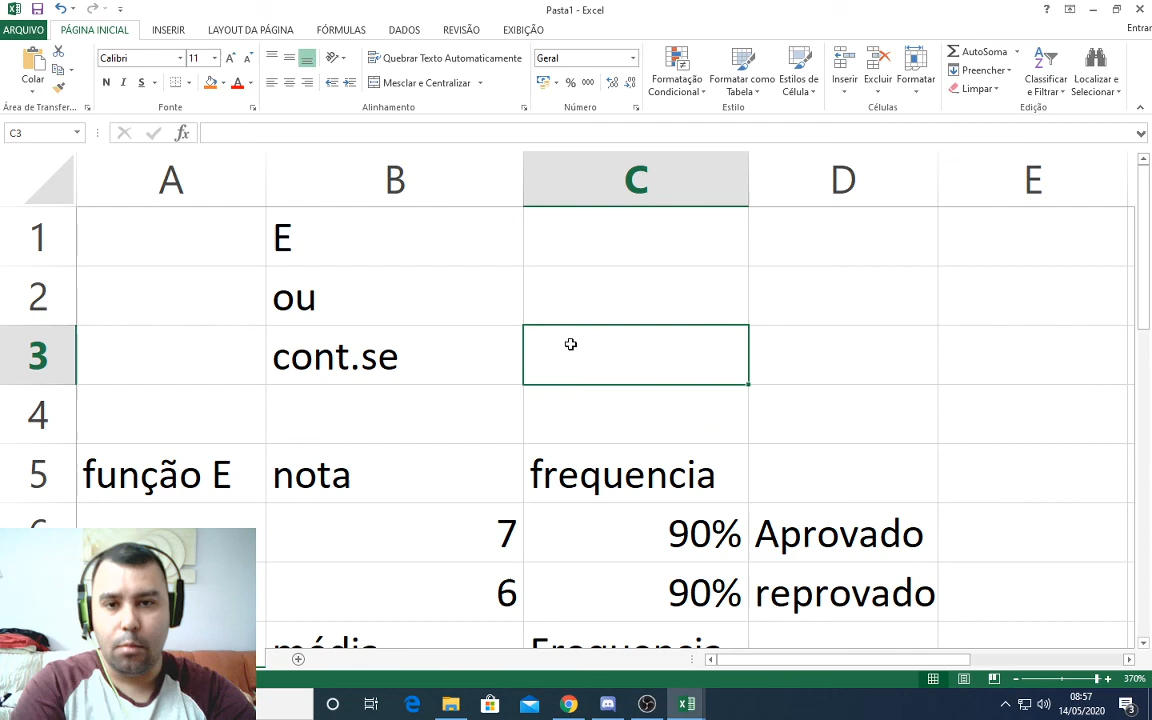 Pasta1 - Excel
?
ARQUIVO PÁGINA INICIAL INSERIR LAYOUT DA PÁGINA FÓRMULAS DADOS REVISÃO EXIBIÇÃO
Entrar
Calibri 11
Quebrar Texto Automaticamente
Geral
AutoSoma
Colar
N I S
Mesclar e Centralizar
% 000
Formatação Condicional
Formatar como Tabela
Estilos de Célula
Inserir Excluir Formatar
Preencher
Limpar
Classificar e Filtrar
Localizar e Selecionar
Área de Transfer... Fonte Alinhamento Número Estilo Células Edição
C3 fx
A B C D E
1 E
2 ou
3 cont.se
4
5 função E nota frequencia
7 90% Aprovado
6 90% reprovado
370%
08:57
14/05/2020
3